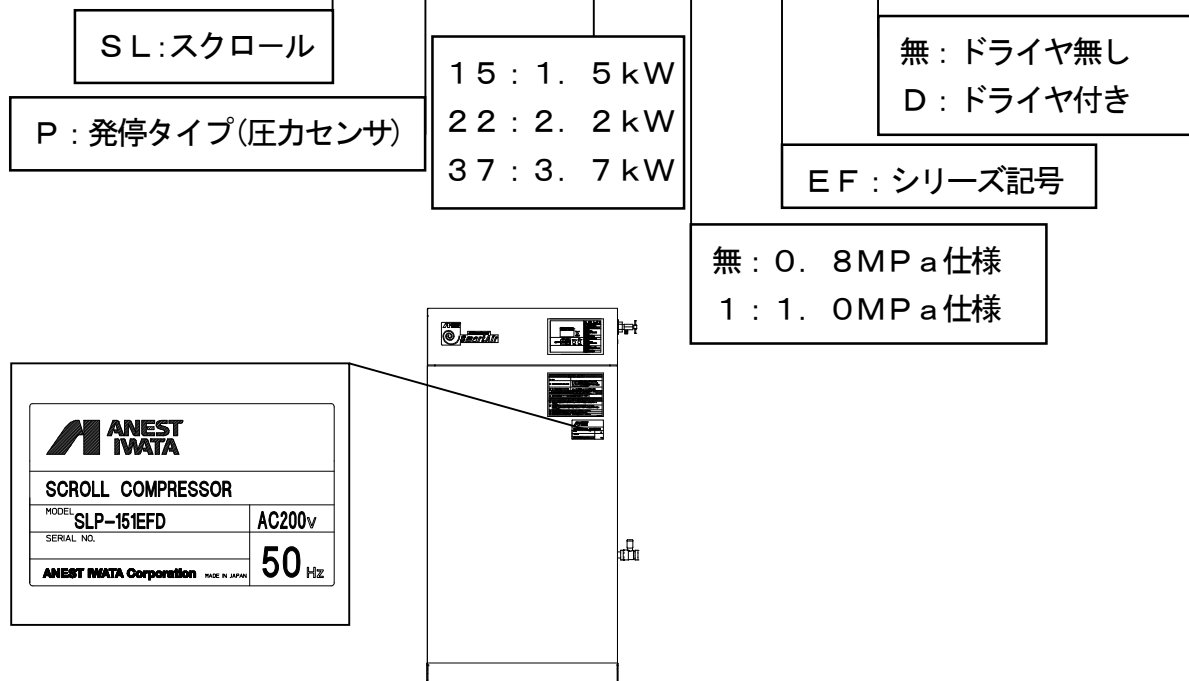 SL:スクロール
P：発停タイプ(圧力センサ)
15：1．5kW
22：2．2kW
37：3．7kW
無：ドライヤ無し
D：ドライヤ付き
EF：シリーズ記号
無：0．8MPa仕様
1：1．0MPa仕様
ANEST
IWATA
SCROLL COMPRESSOR
MODEL SLP-151EFD AC200V
SERIAL NO.
50 Hz
ANEST IWATA Corporation MADE IN JAPAN